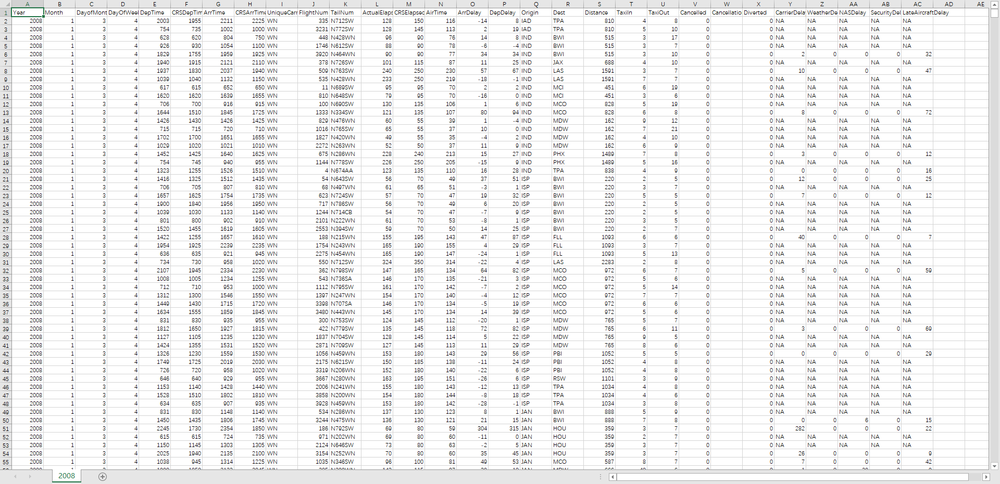 A B C D E F G H I J K L M N O P Q R S T U V W X Y Z AA AB AC AD AE
1 Year Month DayofMont DayOfWeel DepTime CRSDepTim ArrTime CRSArrTime UniqueCarr FlightNum TailNum ActualElaps CRSElapsed AirTime ArrDelay DepDelay Origin Dest Distance TaxiIn TaxiOut Cancelled Cancellatio Diverted CarrierDela WeatherDe NASDelay SecurityDel LateAircraftDelay
2 2008 1 3 4 2003 1955 2211 2225 WN 335 N712SW 128 150 116 -14 8 IAD TPA 810 4 8 0 0 NA NA NA NA NA
3 2008 1 3 4 754 735 1002 1000 WN 3231 N772SW 128 145 113 2 19 IAD TPA 810 5 10 0 0 NA NA NA NA NA
4 2008 1 3 4 628 620 804 750 WN 448 N428WN 96 90 76 14 8 IND BWI 515 3 17 0 0 NA NA NA NA NA
5 2008 1 3 4 926 930 1054 1100 WN 1746 N612SW 88 90 78 -6 -4 IND BWI 515 3 7 0 0 NA NA NA NA NA
6 2008 1 3 4 1829 1755 1959 1925 WN 3920 N464WN 90 90 77 34 34 IND BWI 515 3 10 0 0 2 0 0 0 32
7 2008 1 3 4 1940 1915 2121 2110 WN 378 N726SW 101 115 87 11 25 IND JAX 688 4 10 0 0 NA NA NA NA NA
8 2008 1 3 4 1937 1830 2037 1940 WN 509 N763SW 240 250 230 57 67 IND LAS 1591 3 7 0 0 10 0 0 0 47
9 2008 1 3 4 1039 1040 1132 1150 WN 535 N428WN 233 250 219 -18 -1 IND LAS 1591 7 7 0 0 NA NA NA NA NA
10 2008 1 3 4 617 615 652 650 WN 11 N689SW 95 95 70 2 2 IND MCI 451 6 19 0 0 NA NA NA NA NA
11 2008 1 3 4 1620 1620 1639 1655 WN 810 N648SW 79 95 70 -16 0 IND MCI 451 3 6 0 0 NA NA NA NA NA
12 2008 1 3 4 706 700 916 915 WN 100 N690SW 130 135 106 1 6 IND MCO 828 5 19 0 0 NA NA NA NA NA
13 2008 1 3 4 1644 1510 1845 1725 WN 1333 N334SW 121 135 107 80 94 IND MCO 828 6 8 0 0 8 0 0 0 72
14 2008 1 3 4 1426 1430 1426 1425 WN 829 N476WN 60 55 39 1 -4 IND MDW 162 9 12 0 0 NA NA NA NA NA
15 2008 1 3 4 715 715 720 710 WN 1016 N765SW 65 55 37 10 0 IND MDW 162 7 21 0 0 NA NA NA NA NA
16 2008 1 3 4 1702 1700 1651 1655 WN 1827 N420WN 49 55 35 -4 2 IND MDW 162 4 10 0 0 NA NA NA NA NA
17 2008 1 3 4 1029 1020 1021 1010 WN 2272 N263WN 52 50 37 11 9 IND MDW 162 6 9 0 0 NA NA NA NA NA
18 2008 1 3 4 1452 1425 1640 1625 WN 675 N286WN 228 240 213 15 27 IND PHX 1489 7 8 0 0 3 0 0 0 12
19 2008 1 3 4 754 745 940 955 WN 1144 N778SW 226 250 205 -15 9 IND PHX 1489 5 16 0 0 NA NA NA NA NA
20 2008 1 3 4 1323 1255 1526 1510 WN 4 N674AA 123 135 110 16 28 IND TPA 838 4 9 0 0 0 0 0 0 16
21 2008 1 3 4 1416 1325 1512 1435 WN 54 N643SW 56 70 49 37 51 ISP BWI 220 2 5 0 0 12 0 0 0 25
22 2008 1 3 4 706 705 807 810 WN 68 N497WN 61 65 51 -3 1 ISP BWI 220 3 7 0 0 NA NA NA NA NA
23 2008 1 3 4 1657 1625 1754 1735 WN 623 N724SW 57 70 47 19 32 ISP BWI 220 5 5 0 0 7 0 0 0 12
24 2008 1 3 4 1900 1840 1956 1950 WN 717 N786SW 56 70 49 6 20 ISP BWI 220 2 5 0 0 NA NA NA NA NA
25 2008 1 3 4 1039 1030 1133 1140 WN 1244 N714CB 54 70 47 -7 9 ISP BWI 220 2 5 0 0 NA NA NA NA NA
26 2008 1 3 4 801 800 902 910 WN 2101 N222WN 61 70 53 -8 1 ISP BWI 220 3 5 0 0 NA NA NA NA NA
27 2008 1 3 4 1520 1455 1619 1605 WN 2553 N394SW 59 70 50 14 25 ISP BWI 220 2 7 0 0 NA NA NA NA NA
28 2008 1 3 4 1422 1255 1657 1610 WN 188 N215WN 155 195 143 47 87 ISP FLL 1093 6 6 0 0 40 0 0 0 7
29 2008 1 3 4 1954 1925 2239 2235 WN 1754 N243WN 165 190 155 4 29 ISP FLL 1093 3 7 0 0 NA NA NA NA NA
30 2008 1 3 4 636 635 921 945 WN 2275 N454WN 165 190 147 -24 1 ISP FLL 1093 5 13 0 0 NA NA NA NA NA
31 2008 1 3 4 734 730 958 1020 WN 550 N712SW 324 350 314 -22 4 ISP LAS 2283 2 8 0 0 NA NA NA NA NA
32 2008 1 3 4 2107 1945 2334 2230 WN 362 N798SW 147 165 134 64 82 ISP MCO 972 6 7 0 0 5 0 0 0 59
33 2008 1 3 4 1008 1005 1234 1255 WN 543 N736SA 146 170 135 -21 3 ISP MCO 972 5 6 0 0 NA NA NA NA NA
34 2008 1 3 4 712 710 953 1000 WN 1112 N795SW 161 170 142 -7 2 ISP MCO 972 5 14 0 0 NA NA NA NA NA
35 2008 1 3 4 1312 1300 1546 1550 WN 1397 N247WN 154 170 140 -4 12 ISP MCO 972 7 7 0 0 NA NA NA NA NA
36 2008 1 3 4 1449 1430 1715 1720 WN 3398 N707SA 146 170 134 -5 19 ISP MCO 972 6 6 0 0 NA NA NA NA NA
37 2008 1 3 4 1634 1555 1859 1845 WN 3480 N443WN 145 170 134 14 39 ISP MCO 972 5 6 0 0 NA NA NA NA NA
38 2008 1 3 4 831 830 935 955 WN 300 N753SW 124 145 112 -20 1 ISP MDW 765 5 7 0 0 NA NA NA NA NA
39 2008 1 3 4 1812 1650 1927 1815 WN 422 N779SW 135 145 118 72 82 ISP MDW 765 6 11 0 0 3 0 0 0 69
40 2008 1 3 4 1127 1105 1235 1230 WN 1837 N704SW 128 145 114 5 22 ISP MDW 765 9 5 0 0 NA NA NA NA NA
41 2008 1 3 4 1424 1355 1531 1520 WN 2871 N709SW 127 145 113 11 29 ISP MDW 765 8 6 0 0 NA NA NA NA NA
42 2008 1 3 4 1326 1230 1559 1530 WN 1056 N459WN 153 180 143 29 56 ISP PBI 1052 5 5 0 0 0 0 0 0 29
43 2008 1 3 4 1749 1725 2019 2030 WN 2175 N621SW 150 185 138 -11 24 ISP PBI 1052 4 8 0 0 NA NA NA NA NA
44 2008 1 3 4 726 720 958 1020 WN 3319 N206WN 152 180 140 -22 6 ISP PBI 1052 4 8 0 0 NA NA NA NA NA
45 2008 1 3 4 646 640 929 955 WN 3667 N280WN 163 195 151 -26 6 ISP RSW 1101 3 9 0 0 NA NA NA NA NA
46 2008 1 3 4 1153 1140 1428 1440 WN 2006 N241WN 155 180 143 -12 13 ISP TPA 1034 4 8 0 0 NA NA NA NA NA
47 2008 1 3 4 1528 1510 1802 1810 WN 3858 N200WN 154 180 144 -8 18 ISP TPA 1034 4 6 0 0 NA NA NA NA NA
48 2008 1 3 4 634 635 907 935 WN 3928 N459WN 153 180 142 -28 -1 ISP TPA 1034 3 8 0 0 NA NA NA NA NA
49 2008 1 3 4 831 830 1148 1140 WN 534 N286WN 137 130 123 8 1 JAN BWI 888 5 9 0 0 NA NA NA NA NA
50 2008 1 3 4 1450 1435 1806 1745 WN 3244 N475WN 136 130 121 21 15 JAN BWI 888 7 8 0 0 0 0 6 0 15
51 2008 1 3 4 2245 1730 2354 1850 WN 186 N792SW 69 80 59 304 315 JAN HOU 359 3 7 0 0 282 0 0 0 22
52 2008 1 3 4 615 615 724 735 WN 971 N202WN 69 80 60 -11 0 JAN HOU 359 2 7 0 0 NA NA NA NA NA
53 2008 1 3 4 1150 1145 1303 1305 WN 2124 N646SW 73 80 63 -2 5 JAN HOU 359 3 7 0 0 NA NA NA NA NA
54 2008 1 3 4 2025 1940 2135 2100 WN 3154 N252WN 70 80 60 35 45 JAN HOU 359 3 7 0 0 26 0 0 0 9
55 2008 1 3 4 1038 945 1314 1225 WN 1035 N346SW 96 100 81 49 53 JAN MCO 587 8 7 0 0 7 0 0 0 42
2008